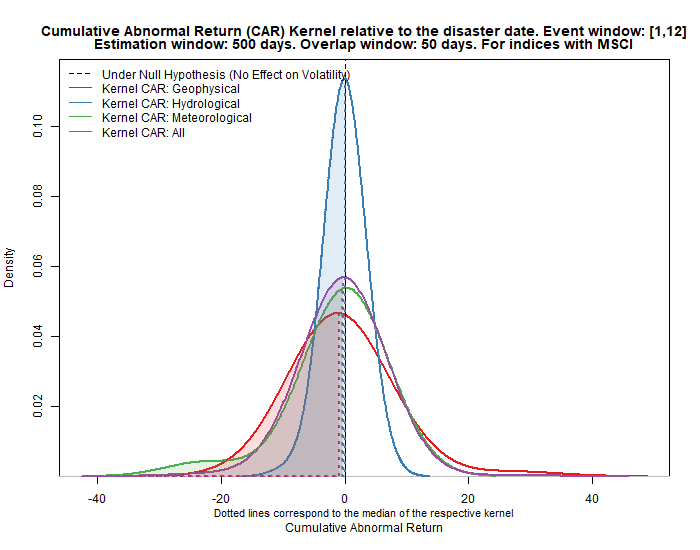 Cumulative Abnormal Return (CAR) Kernel relative to the disaster date. Event window: [1,12]
Estimation window: 500 days. Overlap window: 50 days. For indices with MSCI
Under Null Hypothesis (No Effect on Volatility)
Kernel CAR: Geophysical
Kernel CAR: Hydrological
Kernel CAR: Meteorological
Kernel CAR: All
Density
0.10
0.08
0.06
0.04
0.02
-40 -20 0 20 40
Dotted lines correspond to the median of the respective kernel
Cumulative Abnormal Return